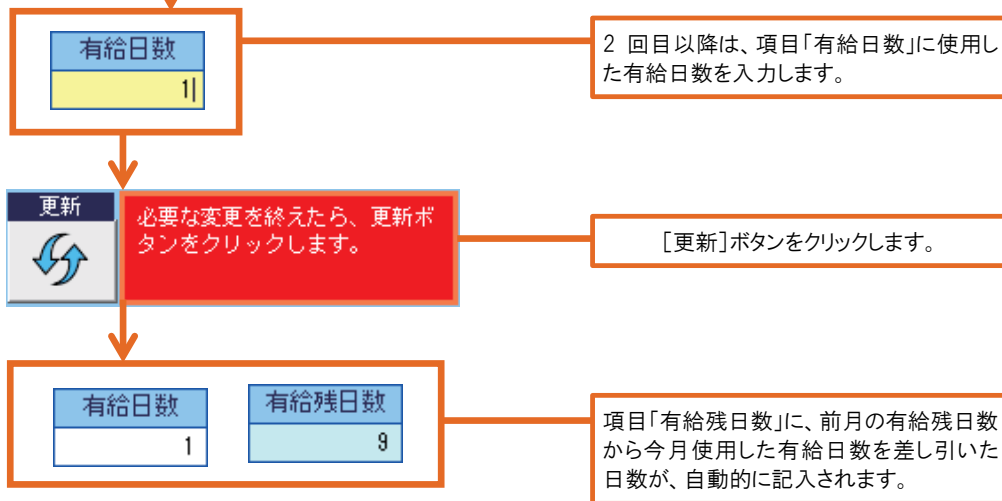 有給日数
1
2 回目以降は、項目「有給日数」に使用し
た有給日数を入力します。
更新
必要な変更を終えたら、更新ボ
タンをクリックします。
[更新]ボタンをクリックします。
有給日数
1
有給残日数
9
項目「有給残日数」に、前月の有給残日数
から今月使用した有給日数を差し引いた
日数が、自動的に記入されます。